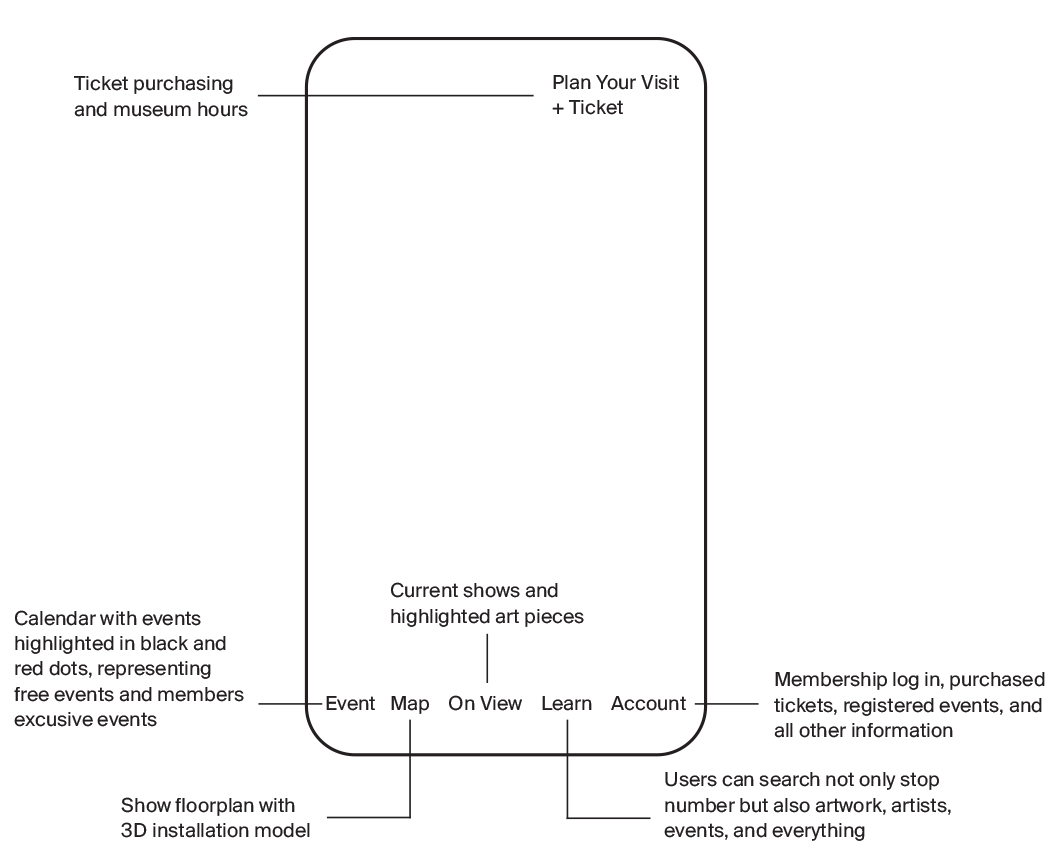 Ticket purchasing
and museum hours
Plan Your Visit
+ Ticket
Current shows and
highlighted art pieces
Calendar with events
highlighted in black and
red dots, representing
free events and members
excusive events
Event Map On View Learn Account
Membership log in, purchased
tickets, registered events, and
all other information
Show floorplan with
3D installation model
Users can search not only stop
number but also artwork, artists,
events, and everything